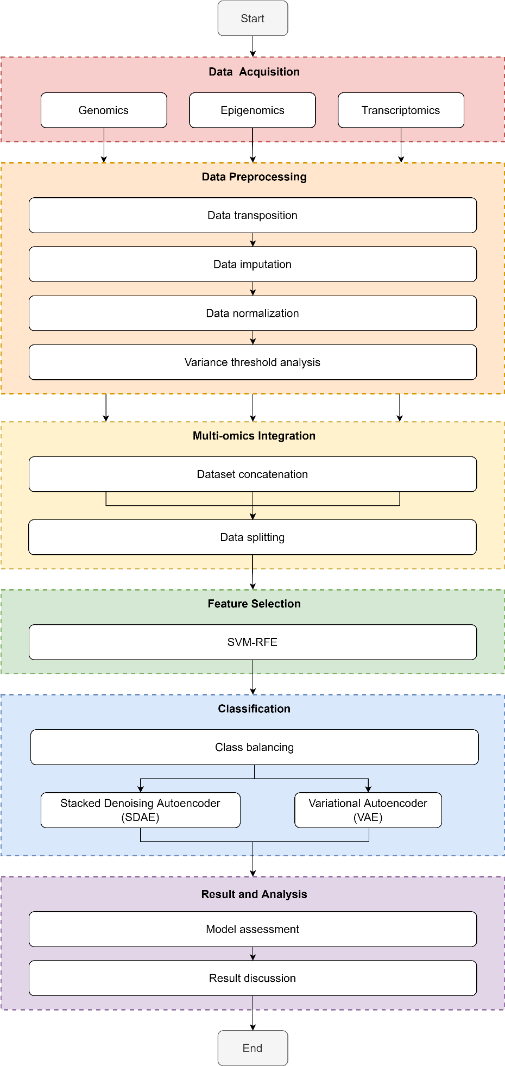 Start
Data Acquisition
Genomics
Epigenomics
Transcriptomics
Data Preprocessing
Data transposition
Data imputation
Data normalization
Variance threshold analysis
Multi-omics Integration
Dataset concatenation
Data splitting
Feature Selection
SVM-RFE
Classification
Class balancing
Stacked Denoising Autoencoder
(SDAE)
Variational Autoencoder
(VAE)
Result and Analysis
Model assessment
Result discussion
End